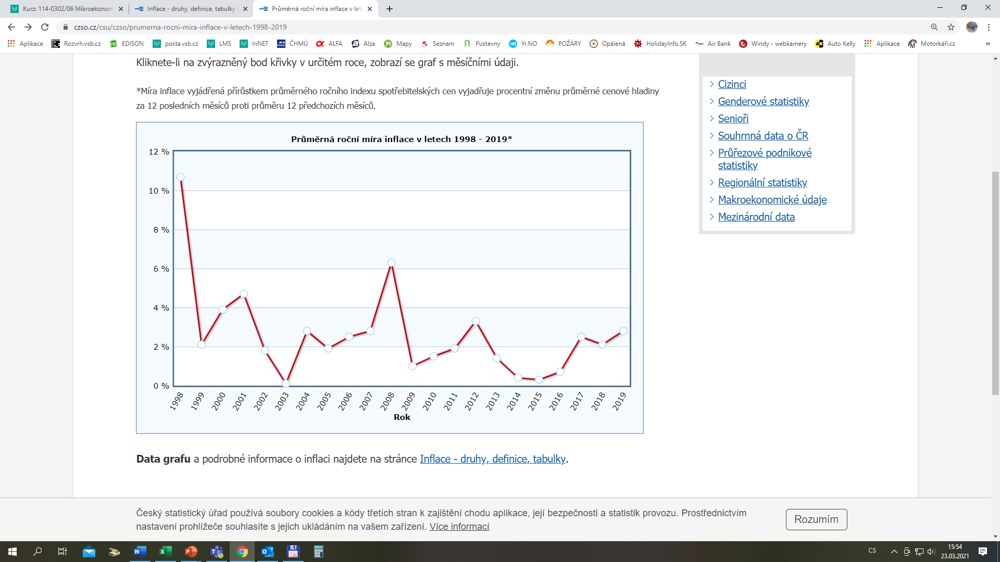 Kurz: 114-0302/06 Mikroekonom
Inflace - druhy, definice, tabulky
Průměrná roční míra inflace v lete
czso.cz/csu/czso/prumerna-rocni-mira-inflace-v-letech-1998-2019
Aplikace Rozvrh.vsb.cz EDISON posta.vsb.cz LMS InNET ČHMÚ ALFA Alza Mapy Seznam Pustevny Yr.NO POŽÁRY Opálená HolidayInfo.SK Air Bank Windy - webkamery Auto Kelly Aplikace Motorkáři.cz »
Kliknete-li na zvýrazněný bod křivky v určitém roce, zobrazí se graf s měsíčními údaji.
*Míra inflace vyjádřená přírůstkem průměrného ročního indexu spotřebitelských cen vyjadřuje procentní změnu průměrné cenové hladiny
za 12 posledních měsíců proti průměru 12 předchozích měsíců.
Průměrná roční míra inflace v letech 1998 - 2019*
12 %
10 %
8 %
6 %
4 %
2 %
0 %
1998 1999 2000 2001 2002 2003 2004 2005 2006 2007 2008 2009 2010 2011 2012 2013 2014 2015 2016 2017 2018 2019
Rok
Data grafu a podrobné informace o inflaci najdete na stránce Inflace - druhy, definice, tabulky.
Cizinci
Genderové statistiky
Senioři
Souhrnná data o ČR
Průřezové podnikové
statistiky
Regionální statistiky
Makroekonomické údaje
Mezinárodní data
Český statistický úřad používá soubory cookies a kódy třetích stran k zajištění chodu aplikace, její bezpečnosti a statistik provozu. Prostřednictvím
nastavení prohlížeče souhlasíte s jejich ukládáním na vašem zařízení. Více informací
Rozumím
CS
15:54
23.03.2021